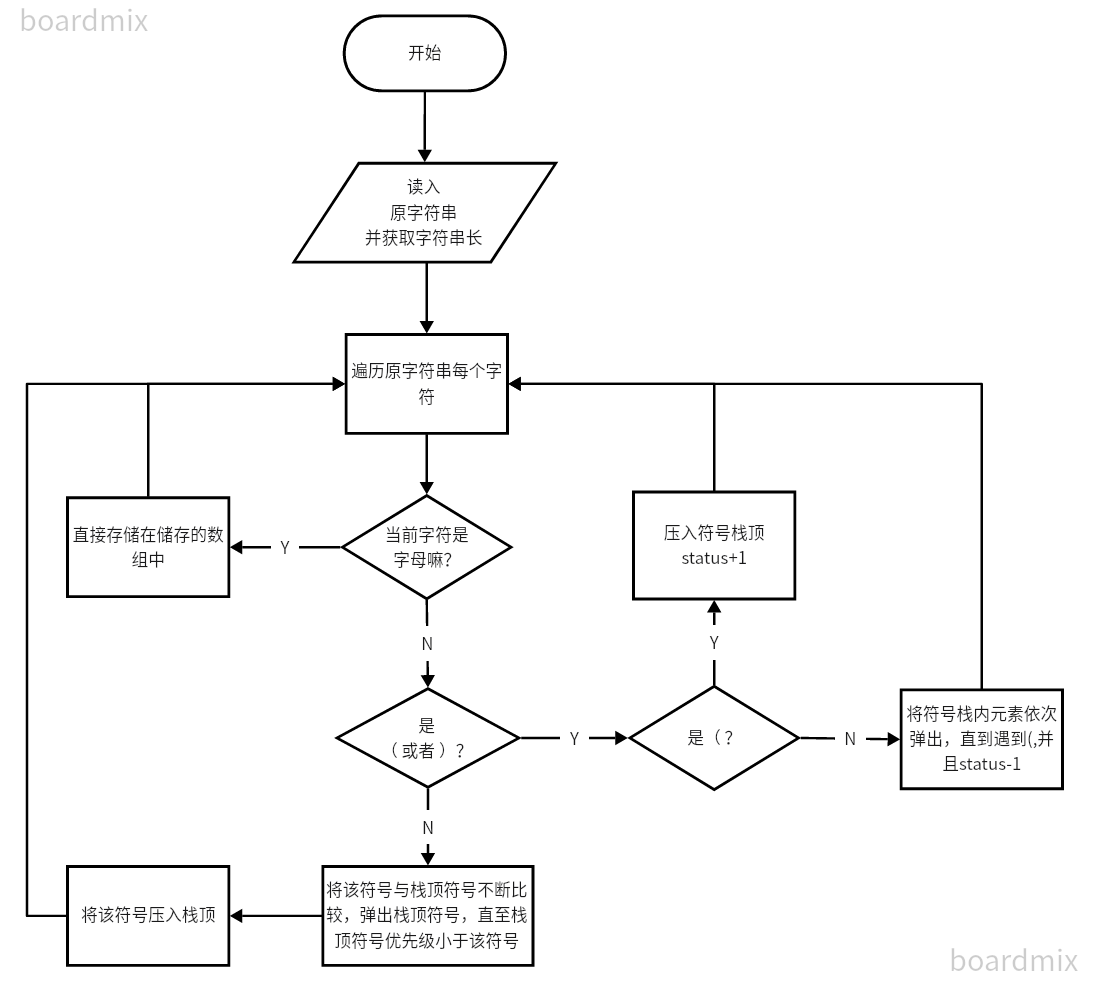 boardmix
开始
读入
原字符串
并获取字符串长
遍历原字符串每个字
符
当前字符是
字母嘛?
Y
直接存储在储存的数
组中
N
是
（ 或者 ）?
Y
是（ ?
Y
压入符号栈顶
status+1
N
将符号栈内元素依次
弹出，直到遇到(,并
且status-1
N
将该符号与栈顶符号不断比
较，弹出栈顶符号，直至栈
顶符号优先级小于该符号
将该符号压入栈顶
boardmix